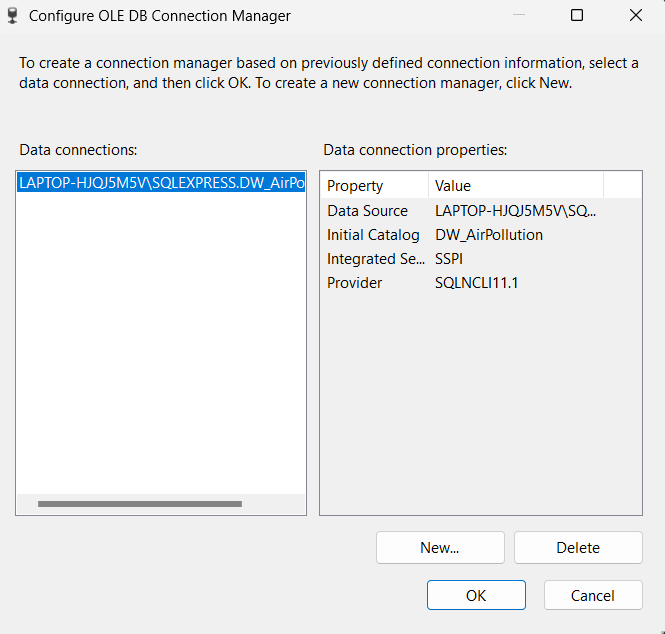 Configure OLE DB Connection Manager
To create a connection manager based on previously defined connection information, select a
data connection, and then click OK. To create a new connection manager, click New.
Data connections:
Data connection properties:
LAPTOP-HJQJ5M5V\SQLEXPRESS.DW_AirPo
Property Value
Data Source LAPTOP-HJQJ5M5V\SQ...
Initial Catalog DW_AirPollution
Integrated Se... SSPI
Provider SQLNCLI11.1
New... Delete
OK Cancel